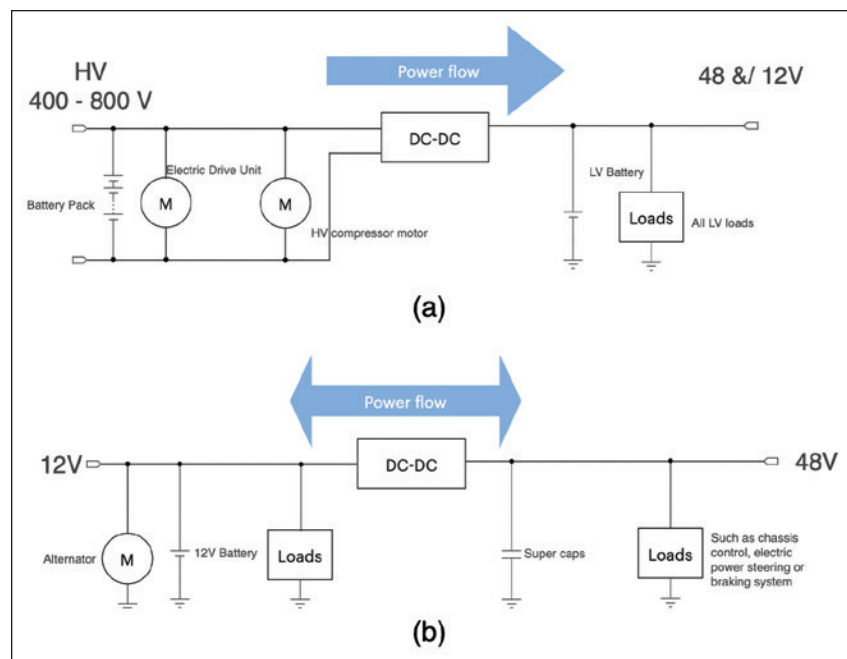 HV
400 - 800 V
Power flow
48 &/ 12V
DC-DC
Battery Pack
Electric Drive Unit
M
M
HV compressor motor
LV Battery
Loads
All LV loads
(a)
Power flow
12V
DC-DC
48V
Alternator
M
12V Battery
Loads
Super caps
Loads
Such as chassis
control, electric
power steering or
braking system
(b)